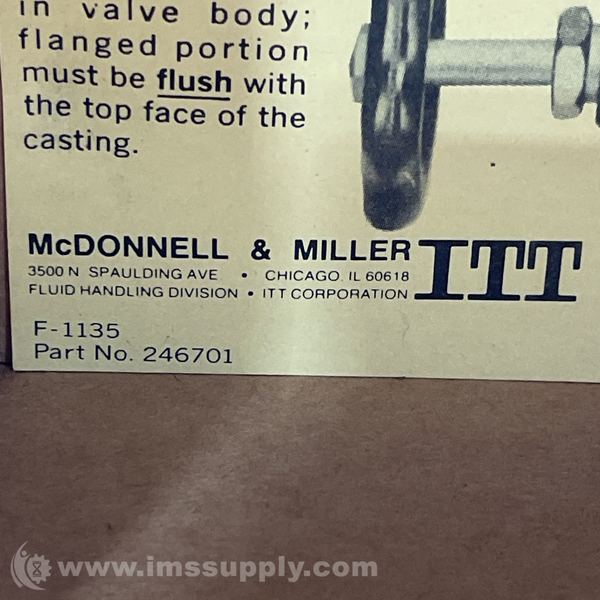 in valve body;
flanged portion
must be flush with
the top face of the
casting.
McDONNELL & MILLER ITT
3500 N SPAULDING AVE • CHICAGO, IL 60618
FLUID HANDLING DIVISION • ITT CORPORATION
F-1135
Part No. 246701
www.imssupply.com